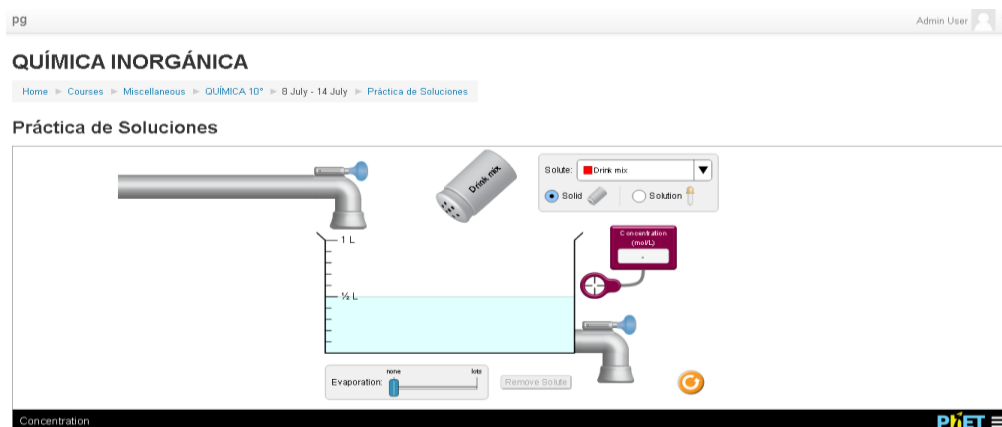 pg
Admin User
QUÍMICA INORGÁNICA
Home ► Courses ► Miscellaneous ► QUÍMICA 10° ► 8 July - 14 July ► Práctica de Soluciones
Práctica de Soluciones
Drink mix
Solute: Drink mix
Solid Solution
Concentration
(mol/L)
-
1 L
½ L
none lots
Evaporation:
Remove Solute
Concentration
PhET